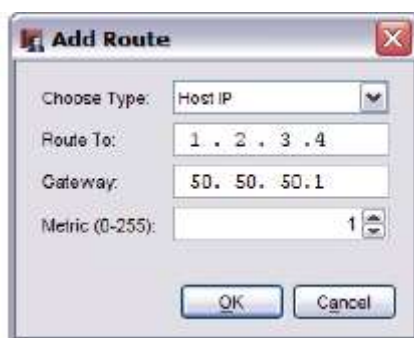 Add Route
Choose Type: Host IP
Route To: 1 . 2 . 3 .4
Gateway: 50. 50. 50.1
Metric (0-255): 1
OK Cancel